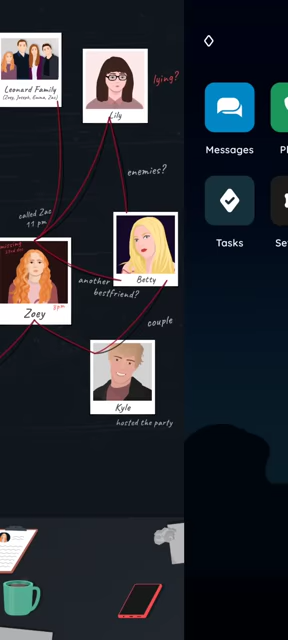 Leonard Family
(Zoey, Joseph, Emma, Zac)
Lily
lying?
enemies?
called Zac
11 pm
missing
Betty
another
bestfriend?
8pm
Zoey
couple
Kyle
hosted the party
Messages
Tasks